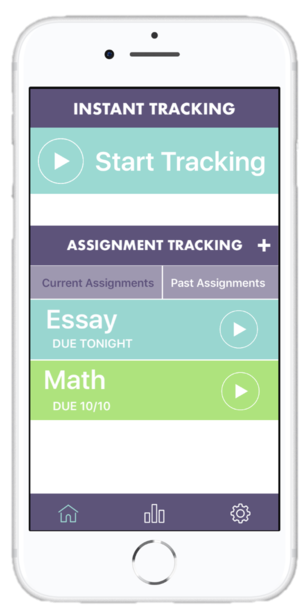 INSTANT TRACKING
Start Tracking
ASSIGNMENT TRACKING +
Current Assignments Past Assignments
Essay
DUE TONIGHT
Math
DUE 10/10